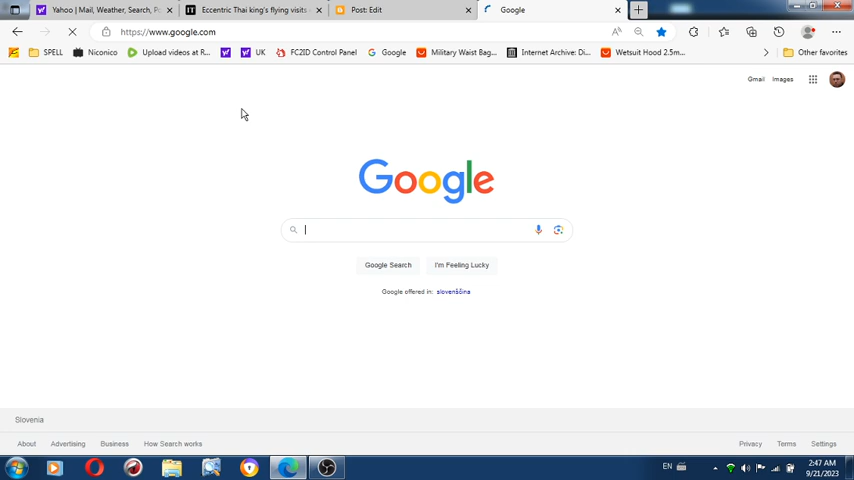 Yahoo | Mail, Weather, Search, Po
Eccentric Thai king's flying visits
Post: Edit
Google
https://www.google.com
SPELL
Niconico
Upload videos at R...
UK
FC2ID Control Panel
Google
Military Waist Bag...
Internet Archive: Di...
Wetsuit Hood 2.5m...
Other favorites
Gmail
Images
Google
Google Search
I'm Feeling Lucky
Google offered in: slovenščina
Slovenia
About
Advertising
Business
How Search works
Privacy
Terms
Settings
EN
2:47 AM
9/21/2023